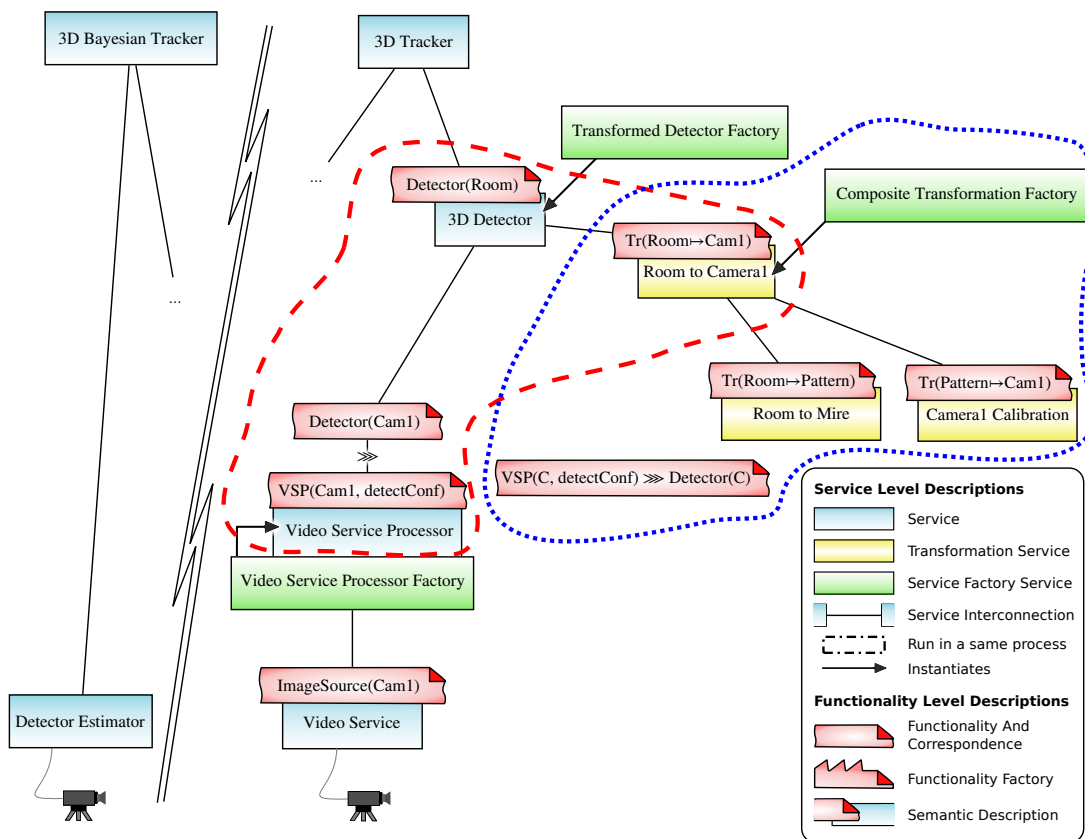 3D Bayesian Tracker
3D Tracker
Transformed Detector Factory
...
Detector(Room)
3D Detector
Composite Transformation Factory
Tr(Room↦Cam1)
Room to Camera1
...
Tr(Room↦Pattern)
Room to Mire
Tr(Pattern↦Cam1)
Camera1 Calibration
Detector(Cam1)
⋙
VSP(Cam1, detectConf)
Video Service Processor
VSP(C, detectConf) ⋙ Detector(C)
Video Service Processor Factory
ImageSource(Cam1)
Video Service
Detector Estimator
Service Level Descriptions
Service
Transformation Service
Service Factory Service
Service Interconnection
Run in a same process
Instantiates
Functionality Level Descriptions
Functionality And
Correspondence
Functionality Factory
Semantic Description